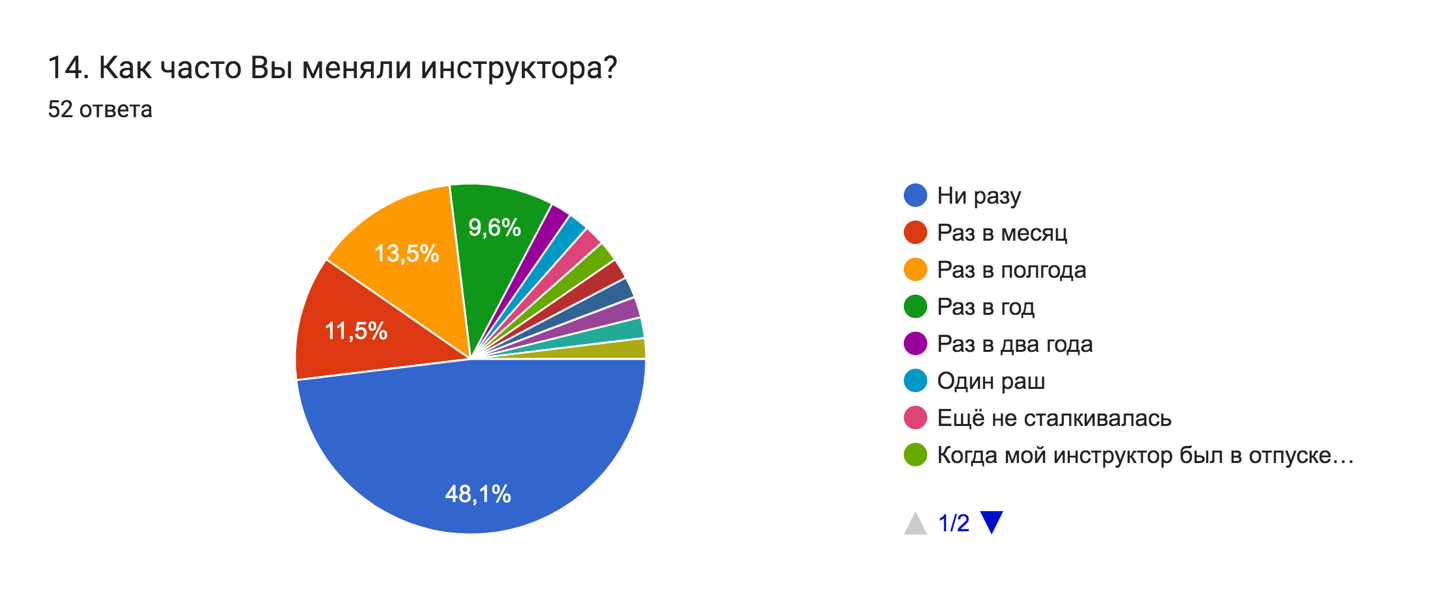 14. Как часто Вы меняли инструктора?
52 ответа
9,6%
13,5%
11,5%
48,1%
Ни разу
Раз в месяц
Раз в полгода
Раз в год
Раз в два года
Один раш
Ещё не сталкивалась
Когда мой инструктор был в отпуске…
1/2